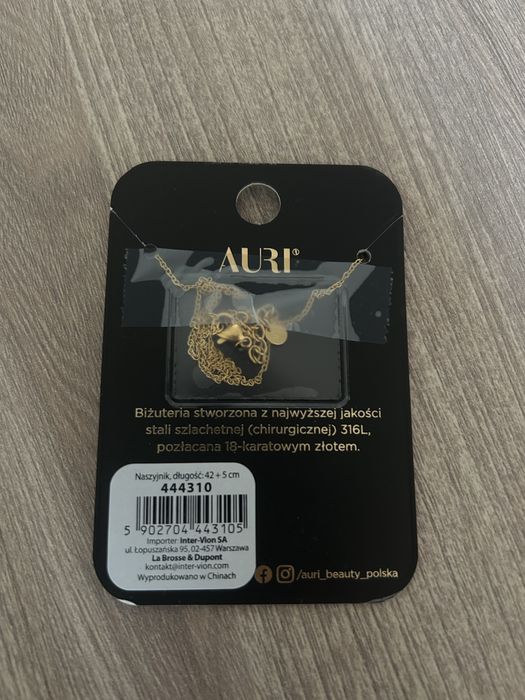 AURI®
Biżuteria stworzona z najwyższej jakości
stali szlachetnej (chirurgicznej) 316L,
pozłacana 18-karatowym złotem.
Naszyjnik, długość: 42 + 5 cm
444310
5 902704 443105
Importer: Inter-Vion SA
ul. Łopuszańska 95, 02-457 Warszawa
La Brosse & Dupont
kontakt@inter-vion.com
Wyprodukowano w Chinach
/auri_beauty_polska